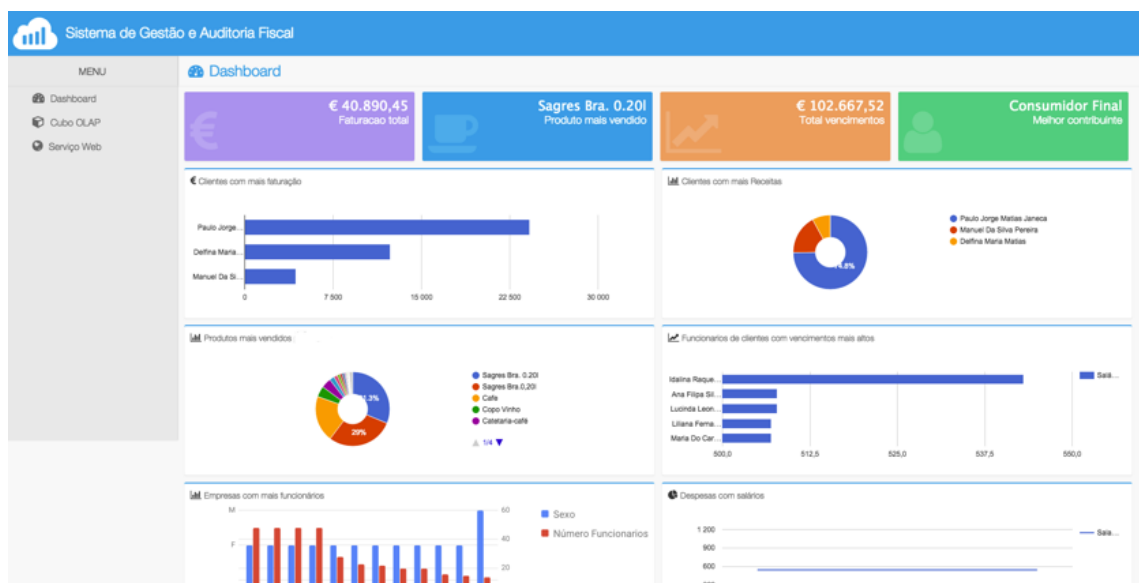 Sistema de Gestão e Auditoria Fiscal
MENU
Dashboard
Cubo OLAP
Serviço Web
Dashboard
€ 40.890,45
Faturacao total
Sagres Bra. 0.20l
Produto mais vendido
€ 102.667,52
Total vencimentos
Consumidor Final
Melhor contribuinte
€ Clientes com mais faturação
Paulo Jorge...
Delfina Maria...
Manuel Da Si...
0 7 500 15 000 22 500 30 000
Clientes com mais Receitas
74.8%
Paulo Jorge Matias Janeca
Manuel Da Silva Pereira
Delfina Maria Matias
Produtos mais vendidos
29%
Sagres Bra. 0.20l
Sagres Bra.0,20l
Cafe
Copo Vinho
Cafetaria-café
1/4
Funcionarios de clientes com vencimentos mais altos
Idalina Raque...
Ana Filipa Sil...
Lucinda Leon...
Liliana Ferna...
Maria Do Car...
500,0 512,5 525,0 537,5 550,0
Salá...
Empresas com mais funcionários
M
F
60
40
20
Sexo
Número Funcionarios
Despesas com salários
1 200
900
600
Sala...